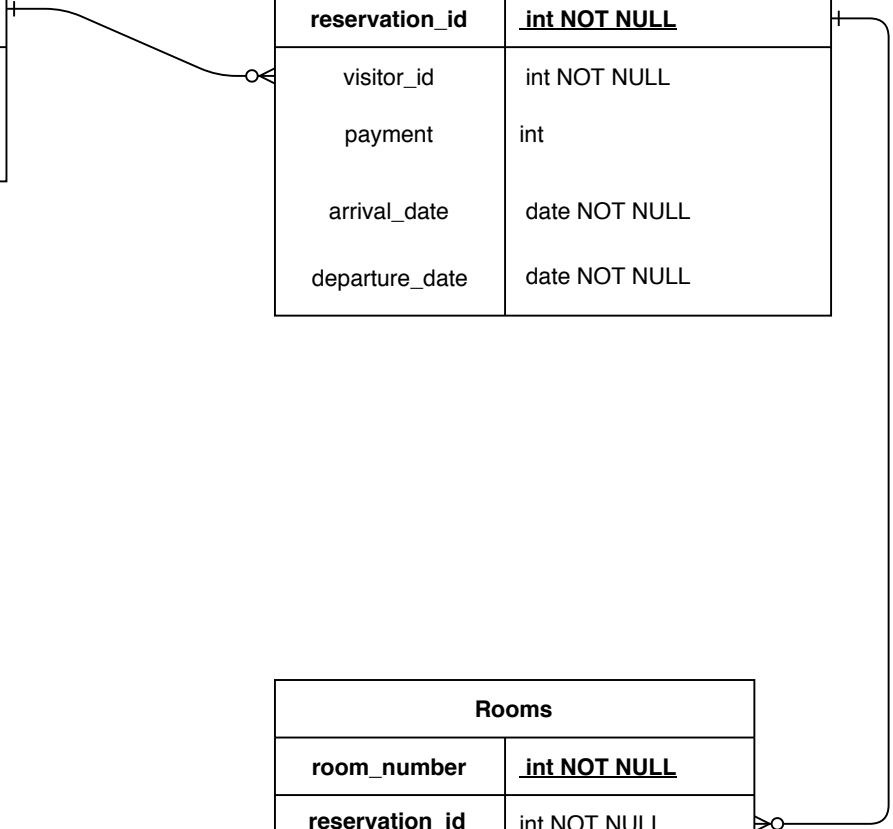 reservation_id int NOT NULL
visitor_id int NOT NULL
payment int
arrival_date date NOT NULL
departure_date date NOT NULL
Rooms
room_number int NOT NULL
reservation_id int NOT NULL